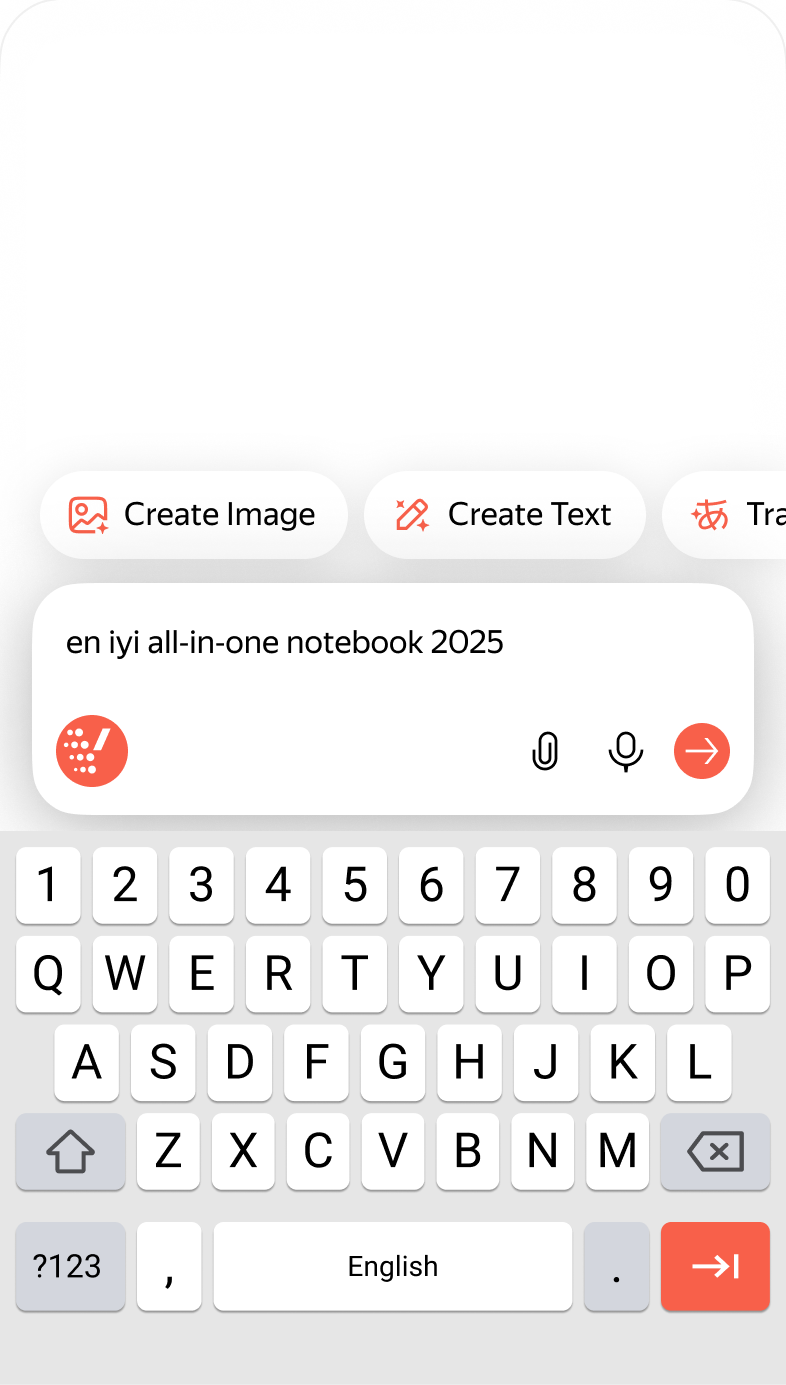 Create Image
Create Text
Tra
en iyi all-in-one notebook 2025
1 2 3 4 5 6 7 8 9 0
Q W E R T Y U I O P
A S D F G H J K L
Z X C V B N M
?123 , English .